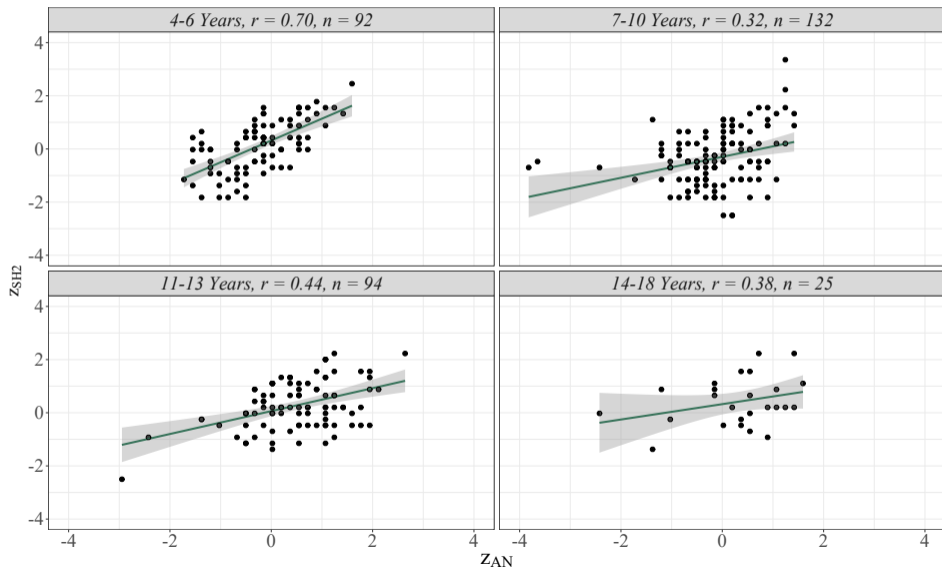 4-6 Years, r = 0.70, n = 92
7-10 Years, r = 0.32, n = 132
4
2
0
-2
-4
zSH2
11-13 Years, r = 0.44, n = 94
14-18 Years, r = 0.38, n = 25
4
2
0
-2
-4
-4 -2 0 2 4 -4 -2 0 2 4
zAN